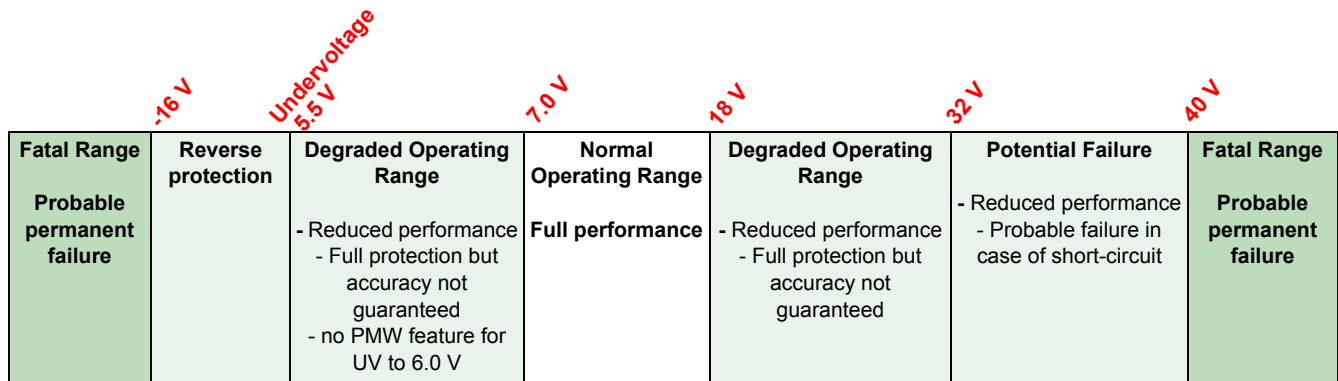 -16 V
Undervoltage
5.5 V
7.0 V
18 V
32 V
40 V
Fatal Range
Probable
permanent
failure
Reverse
protection
Degraded Operating
Range
- Reduced performance
- Full protection but
accuracy not
guaranteed
- no PMW feature for
UV to 6.0 V
Normal
Operating Range
Full performance
Degraded Operating
Range
- Reduced performance
- Full protection but
accuracy not
guaranteed
Potential Failure
- Reduced performance
- Probable failure in
case of short-circuit
Fatal Range
Probable
permanent
failure